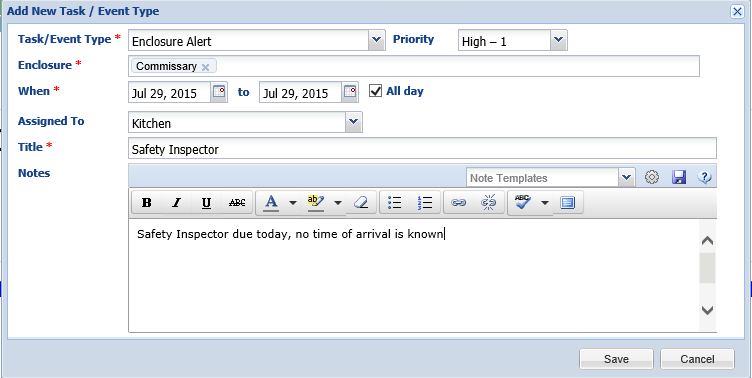 Add New Task / Event Type
Task/Event Type * Enclosure Alert Priority High – 1
Enclosure * Commissary
When * Jul 29, 2015 to Jul 29, 2015 All day
Assigned To Kitchen
Title * Safety Inspector
Notes Note Templates
B I U ABC A ab ABC
Safety Inspector due today, no time of arrival is known
Save Cancel